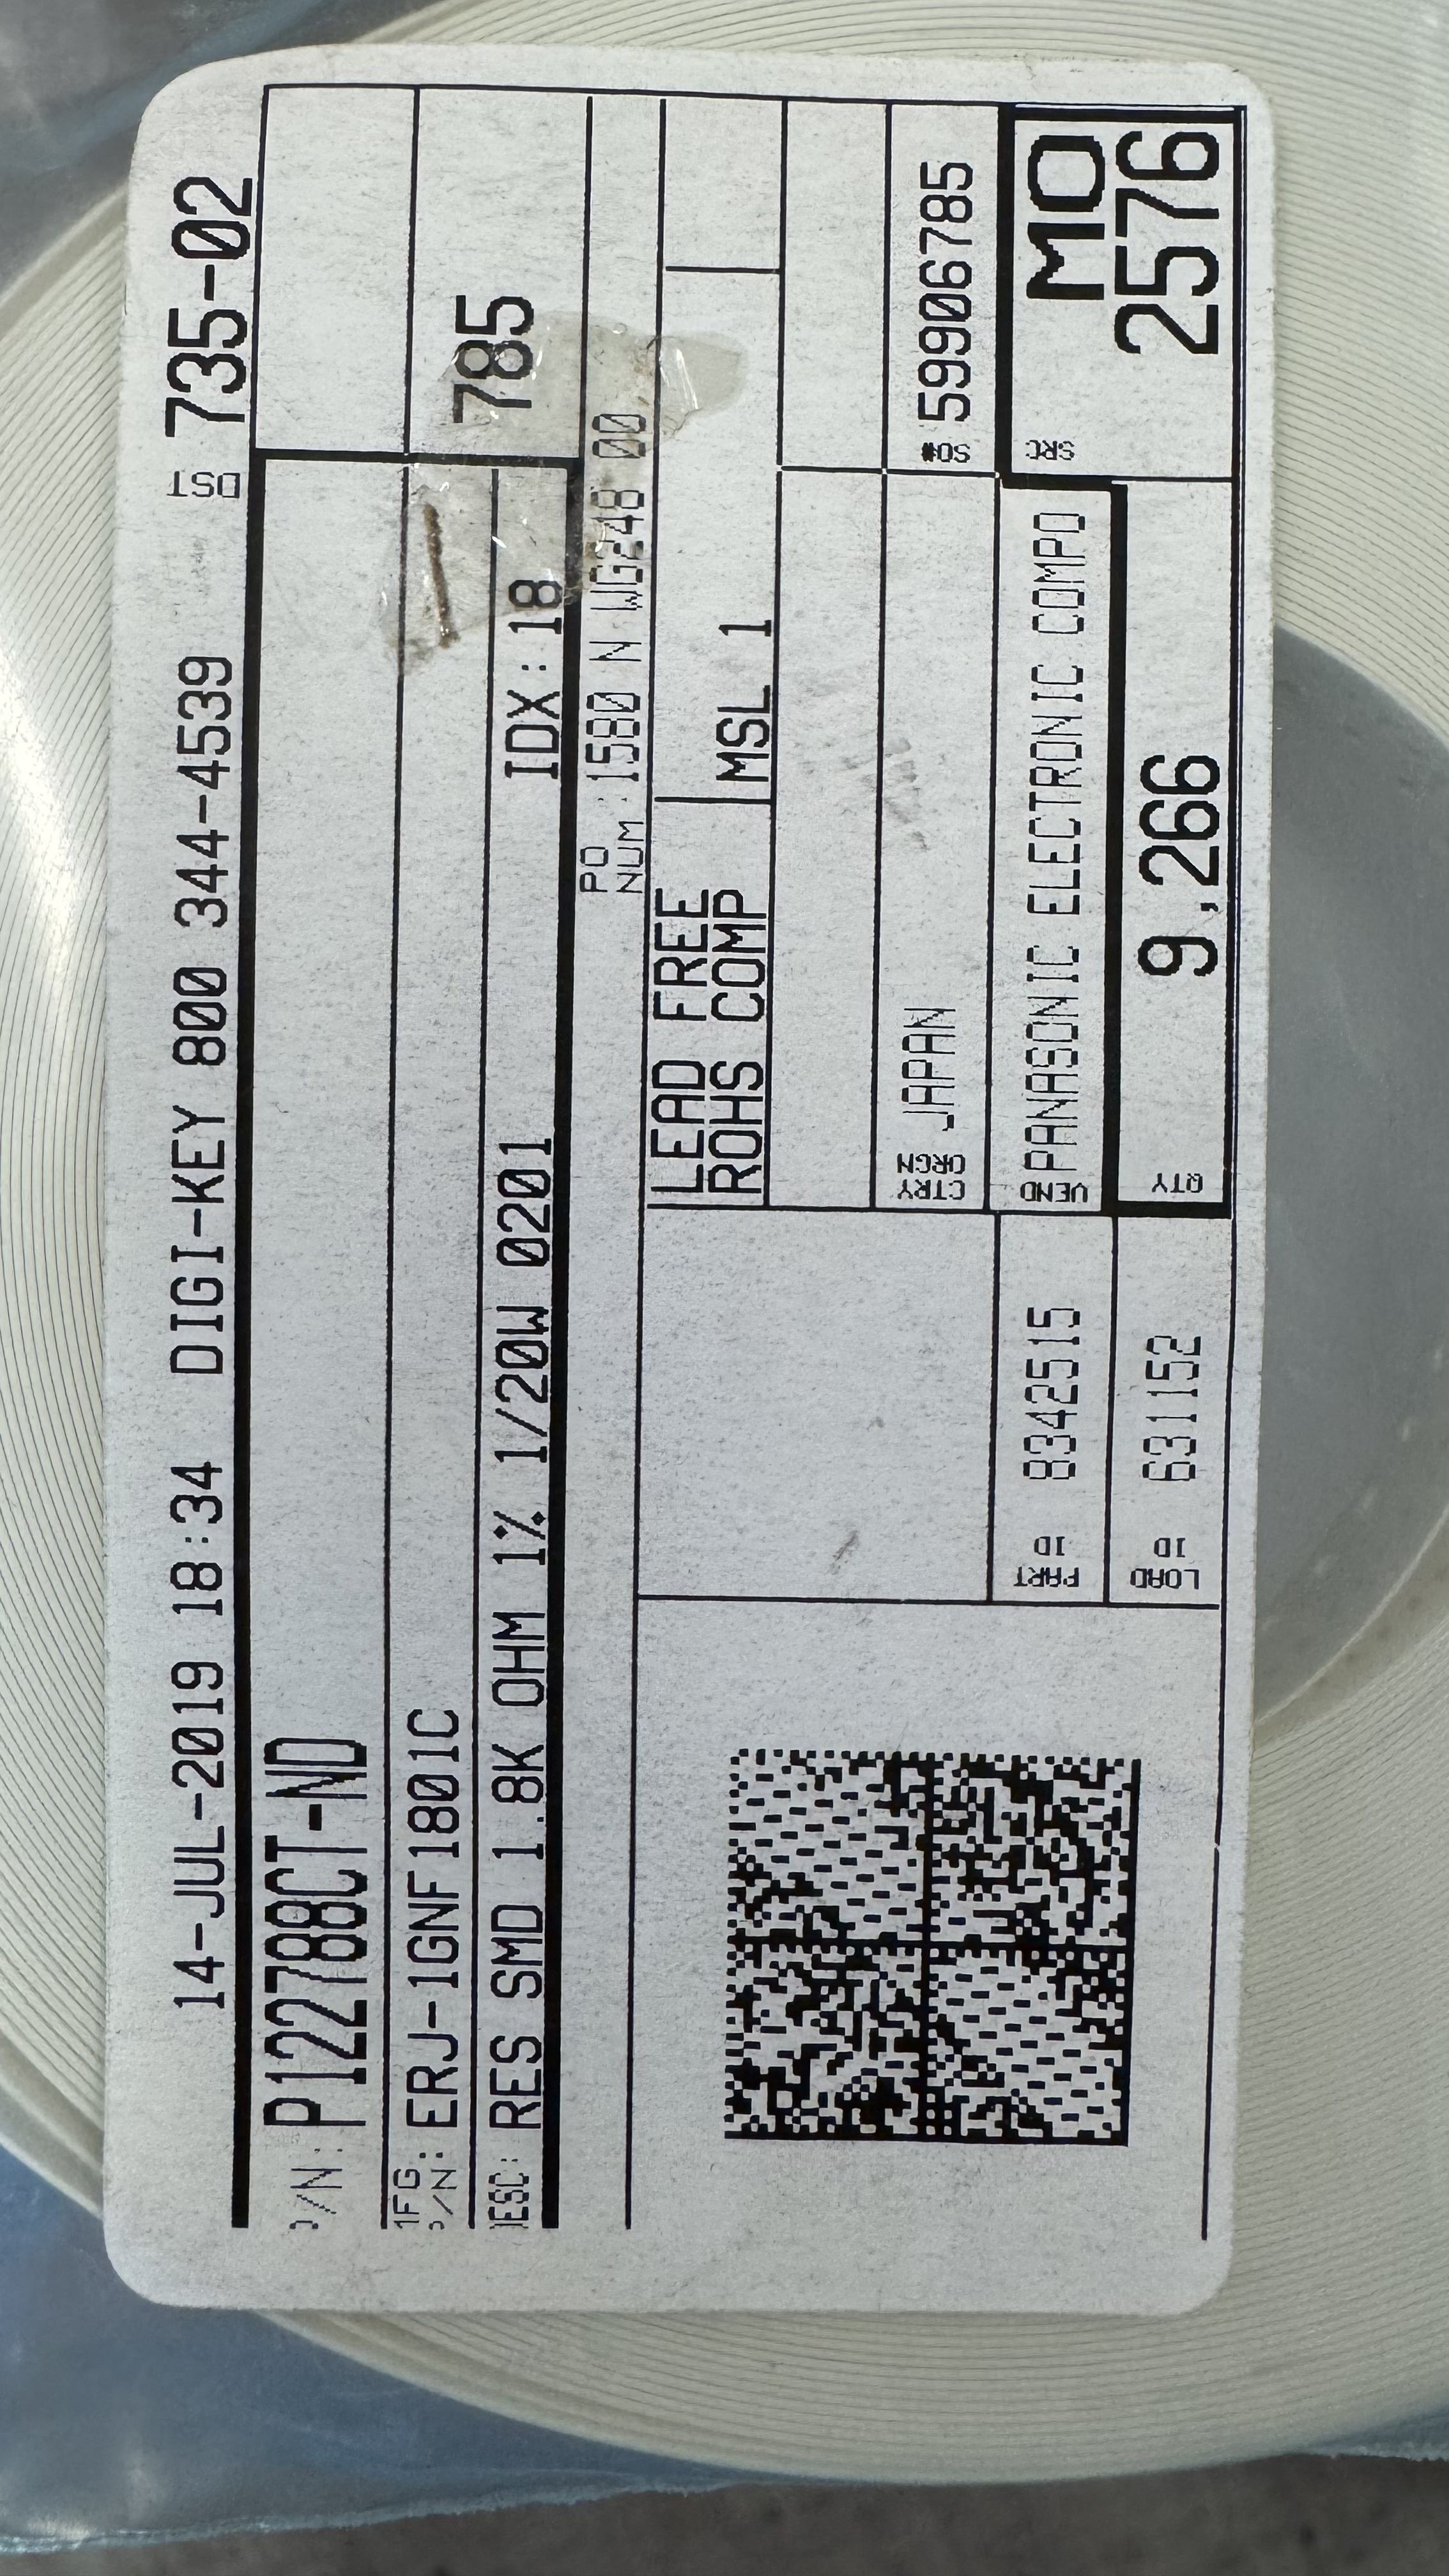 14-JUL-2019 18:34 DIGI-KEY 800 344-4539 DST 735-02
/N: P122788CT-ND
P/N: ERJ-1GNF1801C 785
DESC: RES SMD 1.8K OHM 1% 1/20W 0201 IDX:18
PO NUM: 1580 N 00
LEAD FREE
ROHS COMP MSL 1
CTRY ORGN JAPAN SO# 59906785
PART ID 8342515 VEND PANASONIC ELECTRONIC COMPO SRC MO
LOAD ID 631152 QTY 9,266 2576